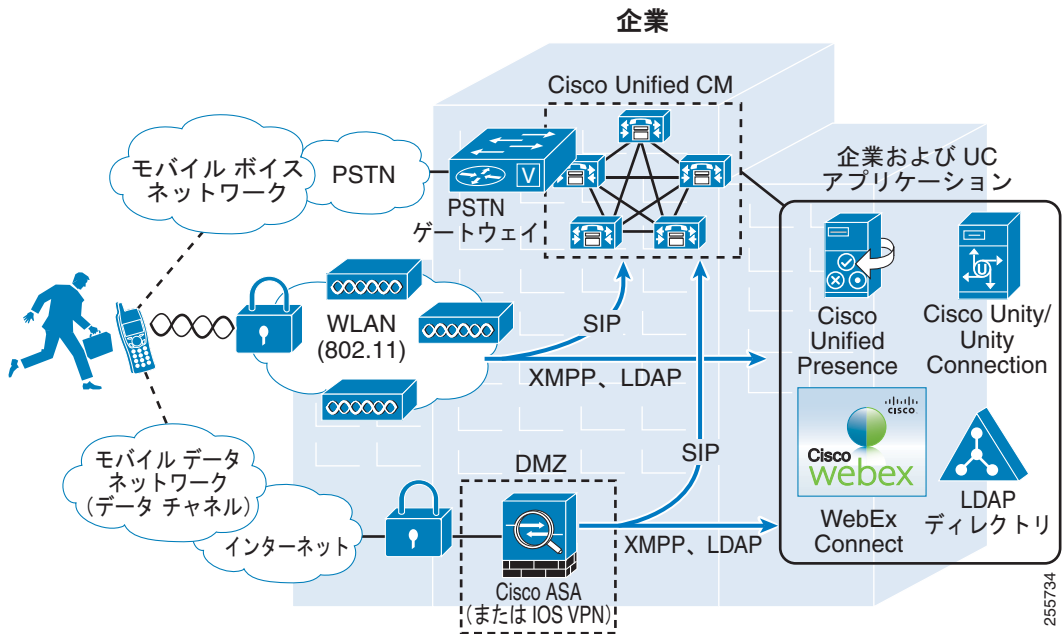 企業
Cisco Unified CM
モバイル ボイス
ネットワーク
PSTN
V
PSTN
ゲートウェイ
企業および UC
アプリケーション
WLAN
(802.11)
SIP
XMPP、LDAP
Cisco
Unified
Presence
U
Cisco Unity/
Unity
Connection
CISCO
Cisco
webex
WebEx
Connect
LDAP
ディレクトリ
モバイル データ
ネットワーク
(データ チャネル)
インターネット
DMZ
Cisco ASA
(または IOS VPN)
SIP
XMPP、LDAP
255734